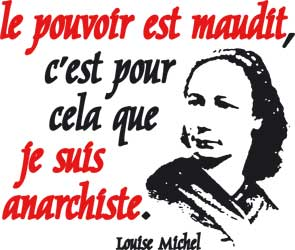 le pouvoir est maudit,
c'est pour
cela que
je suis
anarchiste.
Louise Michel